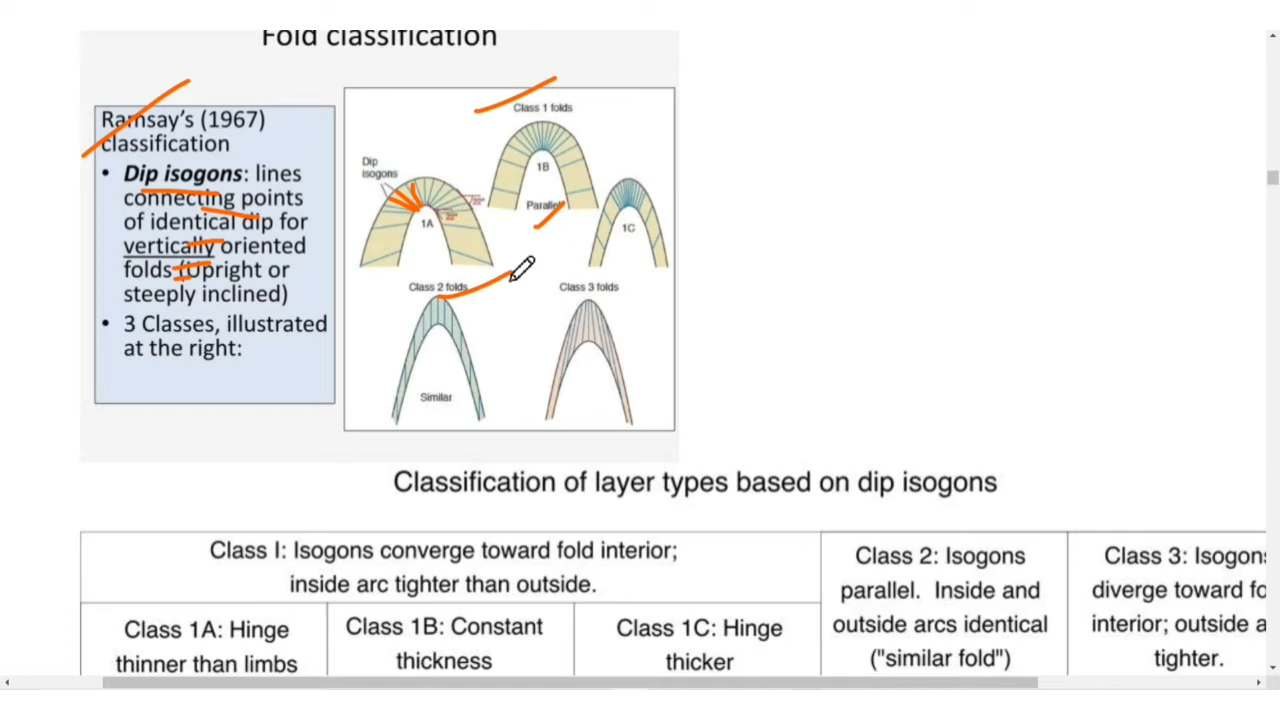 Fold classification
Ramsay's (1967)
classification
• Dip isogons: lines
connecting points
of identical dip for
vertically oriented
folds (Upright or
steeply inclined)
• 3 Classes, illustrated
at the right:
Class 1 folds
Dip
isogons
1B
Parallel
20°
20°
1A
1C
Class 2 folds
Class 3 folds
Similar
Classification of layer types based on dip isogons
Class I: Isogons converge toward fold interior;
inside arc tighter than outside.
Class 1A: Hinge
thinner than limbs
Class 1B: Constant
thickness
Class 1C: Hinge
thicker
Class 2: Isogons
parallel. Inside and
outside arcs identical
("similar fold")
Class 3: Isogons
diverge toward fo
interior; outside a
tighter.